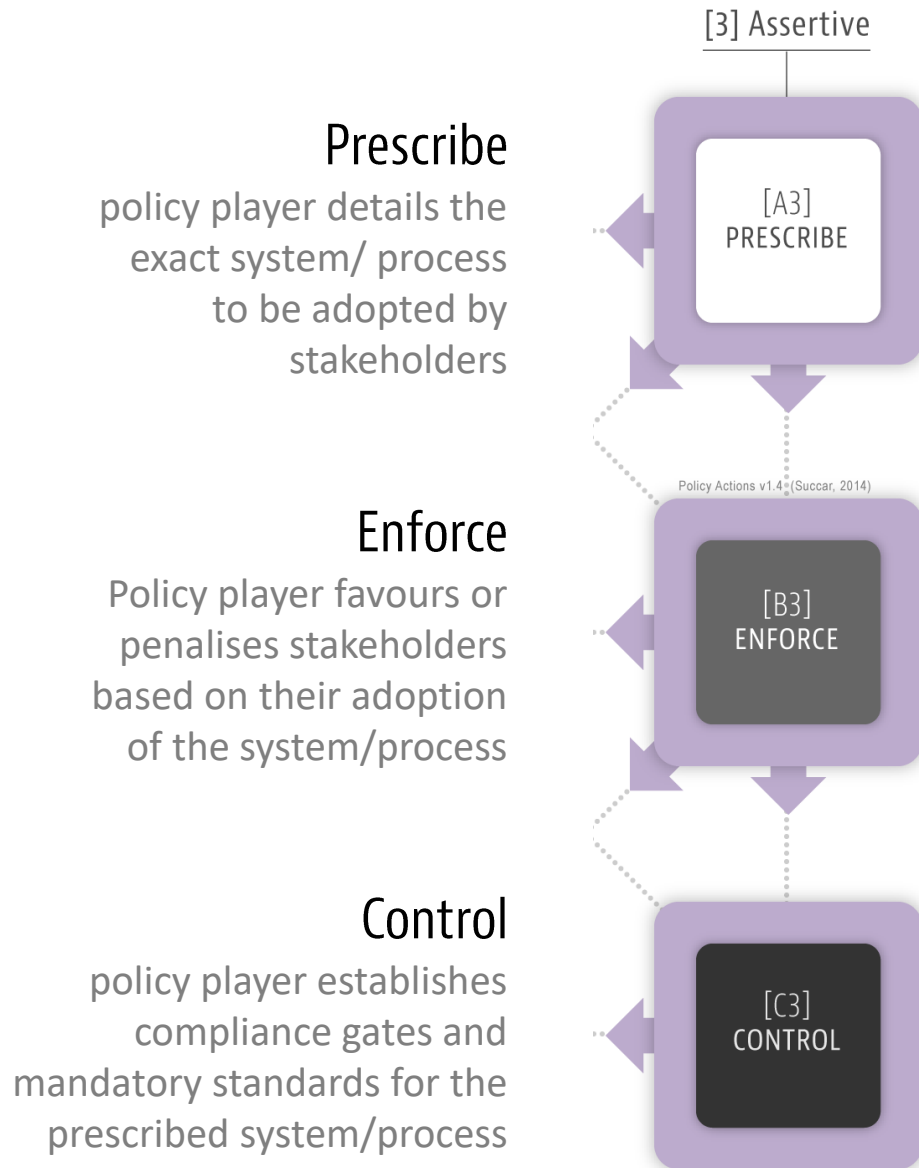 [3] Assertive
Prescribe
policy player details the
exact system/ process
to be adopted by
stakeholders
[A3]
PRESCRIBE
Policy Actions v1.4 (Succar, 2014)
Enforce
Policy player favours or
penalises stakeholders
based on their adoption
of the system/process
[B3]
ENFORCE
Control
policy player establishes
compliance gates and
mandatory standards for the
prescribed system/process
[C3]
CONTROL